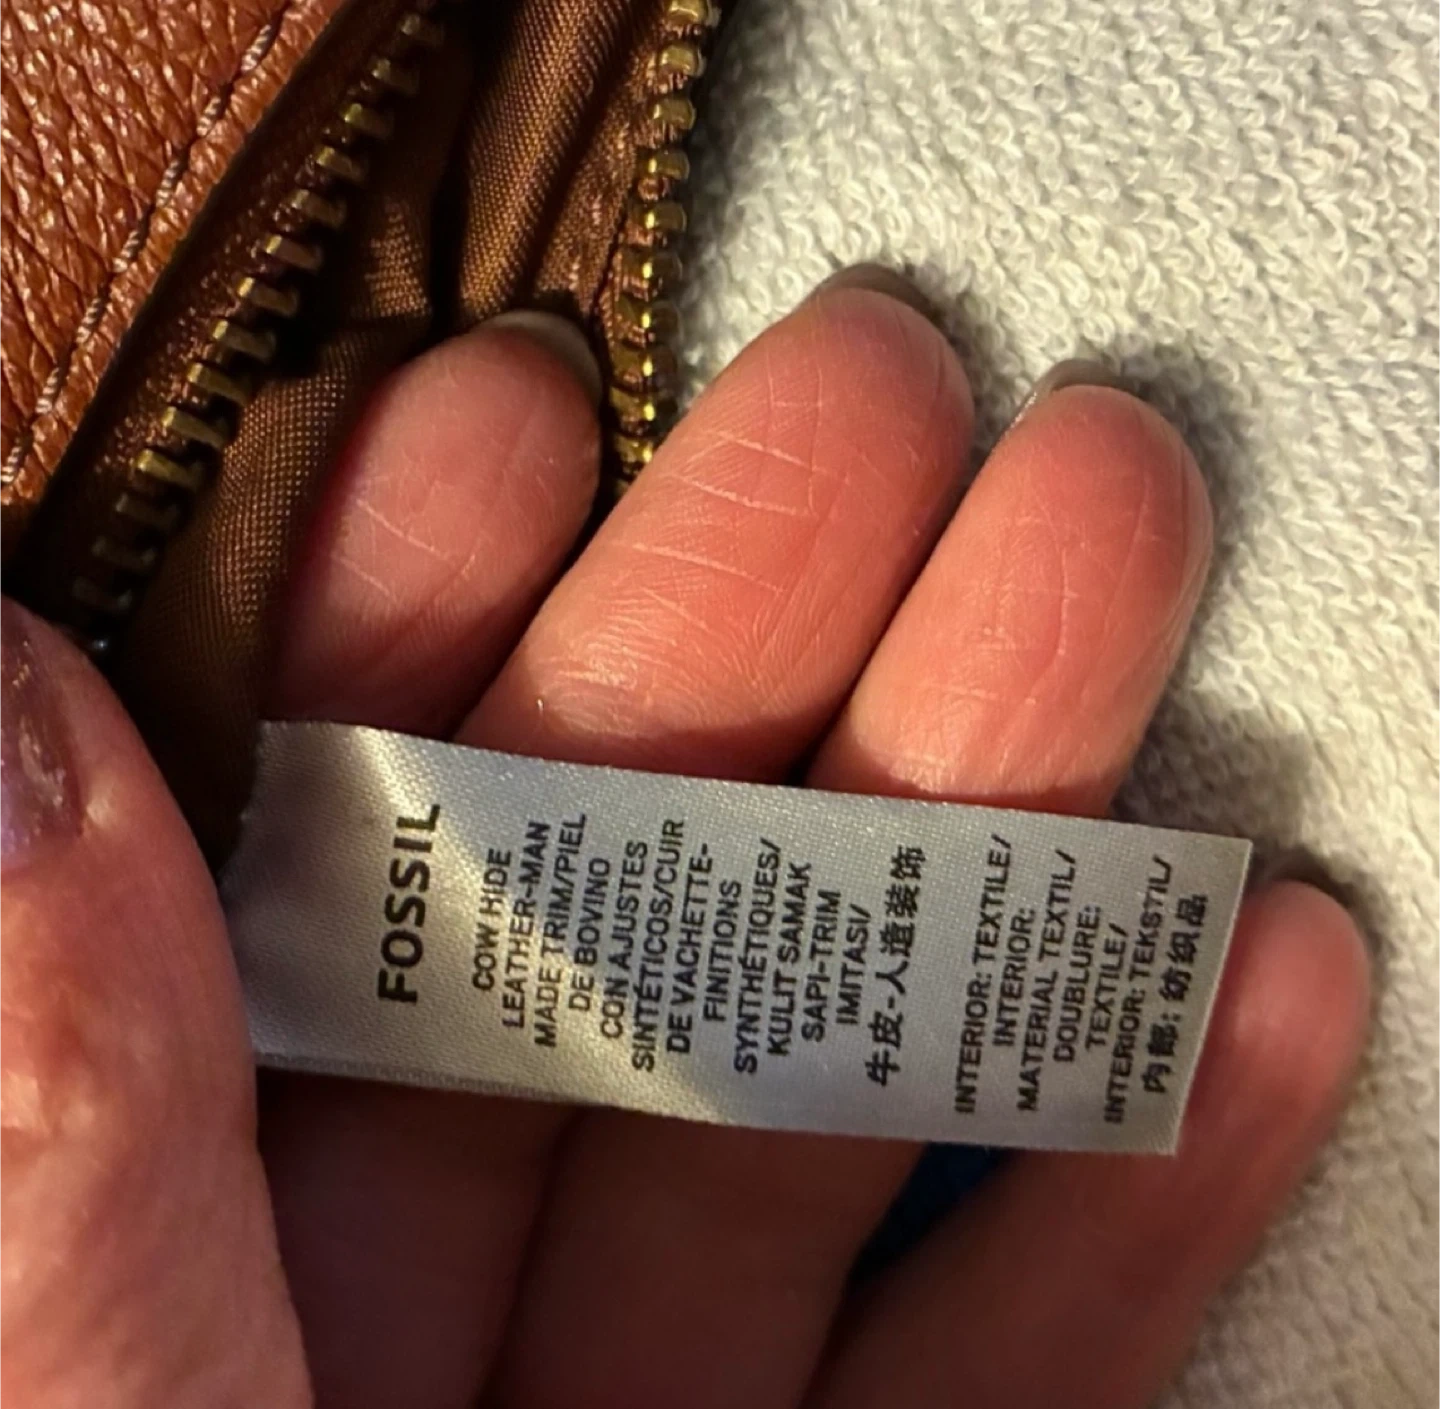 FOSSIL
COW HIDE
LEATHER-MAN
MADE TRIM/PIEL
DE BOVINO
CON AJUSTES
SINTÉTICOS/CUIR
DE VACHETTE-
FINITIONS
SYNTHÉTIQUES/
KULIT SAMAK
SAPI-TRIM
IMITASI/
牛皮-人造装饰
INTERIOR: TEXTILE/
INTERIOR:
MATERIAL TEXTIL/
DOUBLURE:
TEXTILE/
INTERIOR: TEKSTIL/
内部: 纺织品